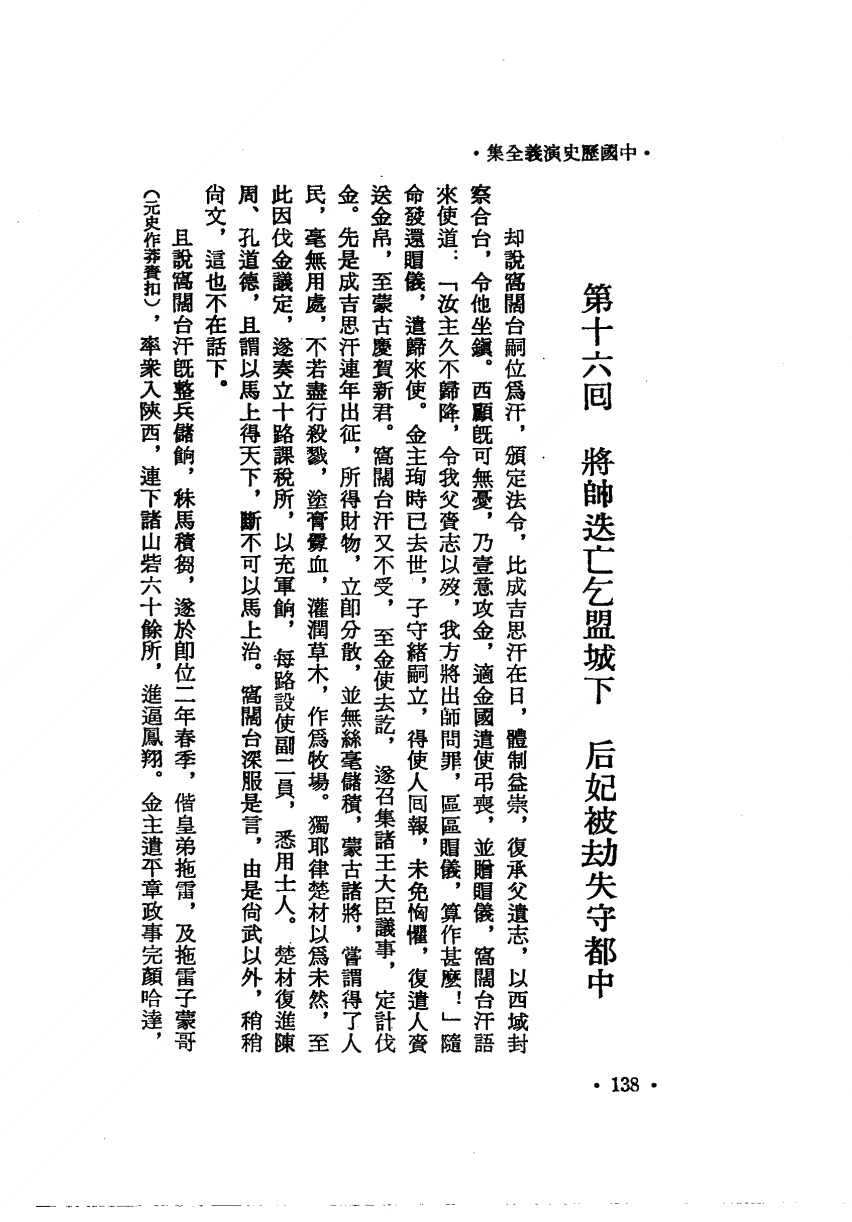 ·中國歷史演義全集·
第十六回　將帥迭亡乞盟城下　后妃被劫失守都中
却說窩闊台嗣位爲汗，頒定法令，比成吉思汗在日，體制益崇，復承父遺志，以西域封
察合台，令他坐鎭。西顧旣可無憂，乃壹意攻金，適金國遣使弔喪，並贈賵儀，窩闊台汗語
來使道：「汝主久不歸降，令我父賫志以歿，我方將出師問罪，區區賵儀，算作甚麽！」隨
命發還賵儀，遣歸來使。金主珣時已去世，子守緒嗣立，得使人回報，未免恟懼，復遣人賫
送金帛，至蒙古慶賀新君。窩闊台汗又不受，至金使去訖，遂召集諸王大臣議事，定計伐
金。先是成吉思汗連年出征，所得財物，立卽分散，並無絲毫儲積，蒙古諸將，嘗謂得了人
民，毫無用處，不若盡行殺戮，塗膏釁血，灌潤草木，作爲牧場。獨耶律楚材以爲未然，至
此因伐金議定，遂奏立十路課稅所，以充軍餉，每路設使副二員，悉用士人。楚材復進陳
周、孔道德，且謂以馬上得天下，斷不可以馬上治。窩闊台深服是言，由是尙武以外，稍稍
尙文，這也不在話下。
且說窩闊台汗旣整兵儲餉，秣馬積芻，遂於卽位二年春季，偕皇弟拖雷，及拖雷子蒙哥
（元史作莽賚扣），率衆入陝西，連下諸山砦六十餘所，進逼鳳翔。金主遣平章政事完顏哈達，
·138·